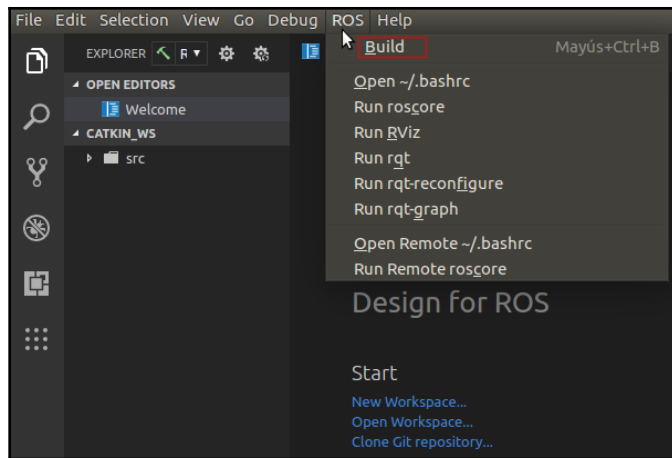 File Edit Selection View Go Debug ROS Help
EXPLORER R
Build Mayús+Ctrl+B
OPEN EDITORS
Welcome
CATKIN_WS
src
Open ~/.bashrc
Run roscore
Run RViz
Run rqt
Run rqt-reconfigure
Run rqt-graph
Open Remote ~/.bashrc
Run Remote roscore
Design for ROS
Start
New Workspace...
Open Workspace...
Clone Git repository...